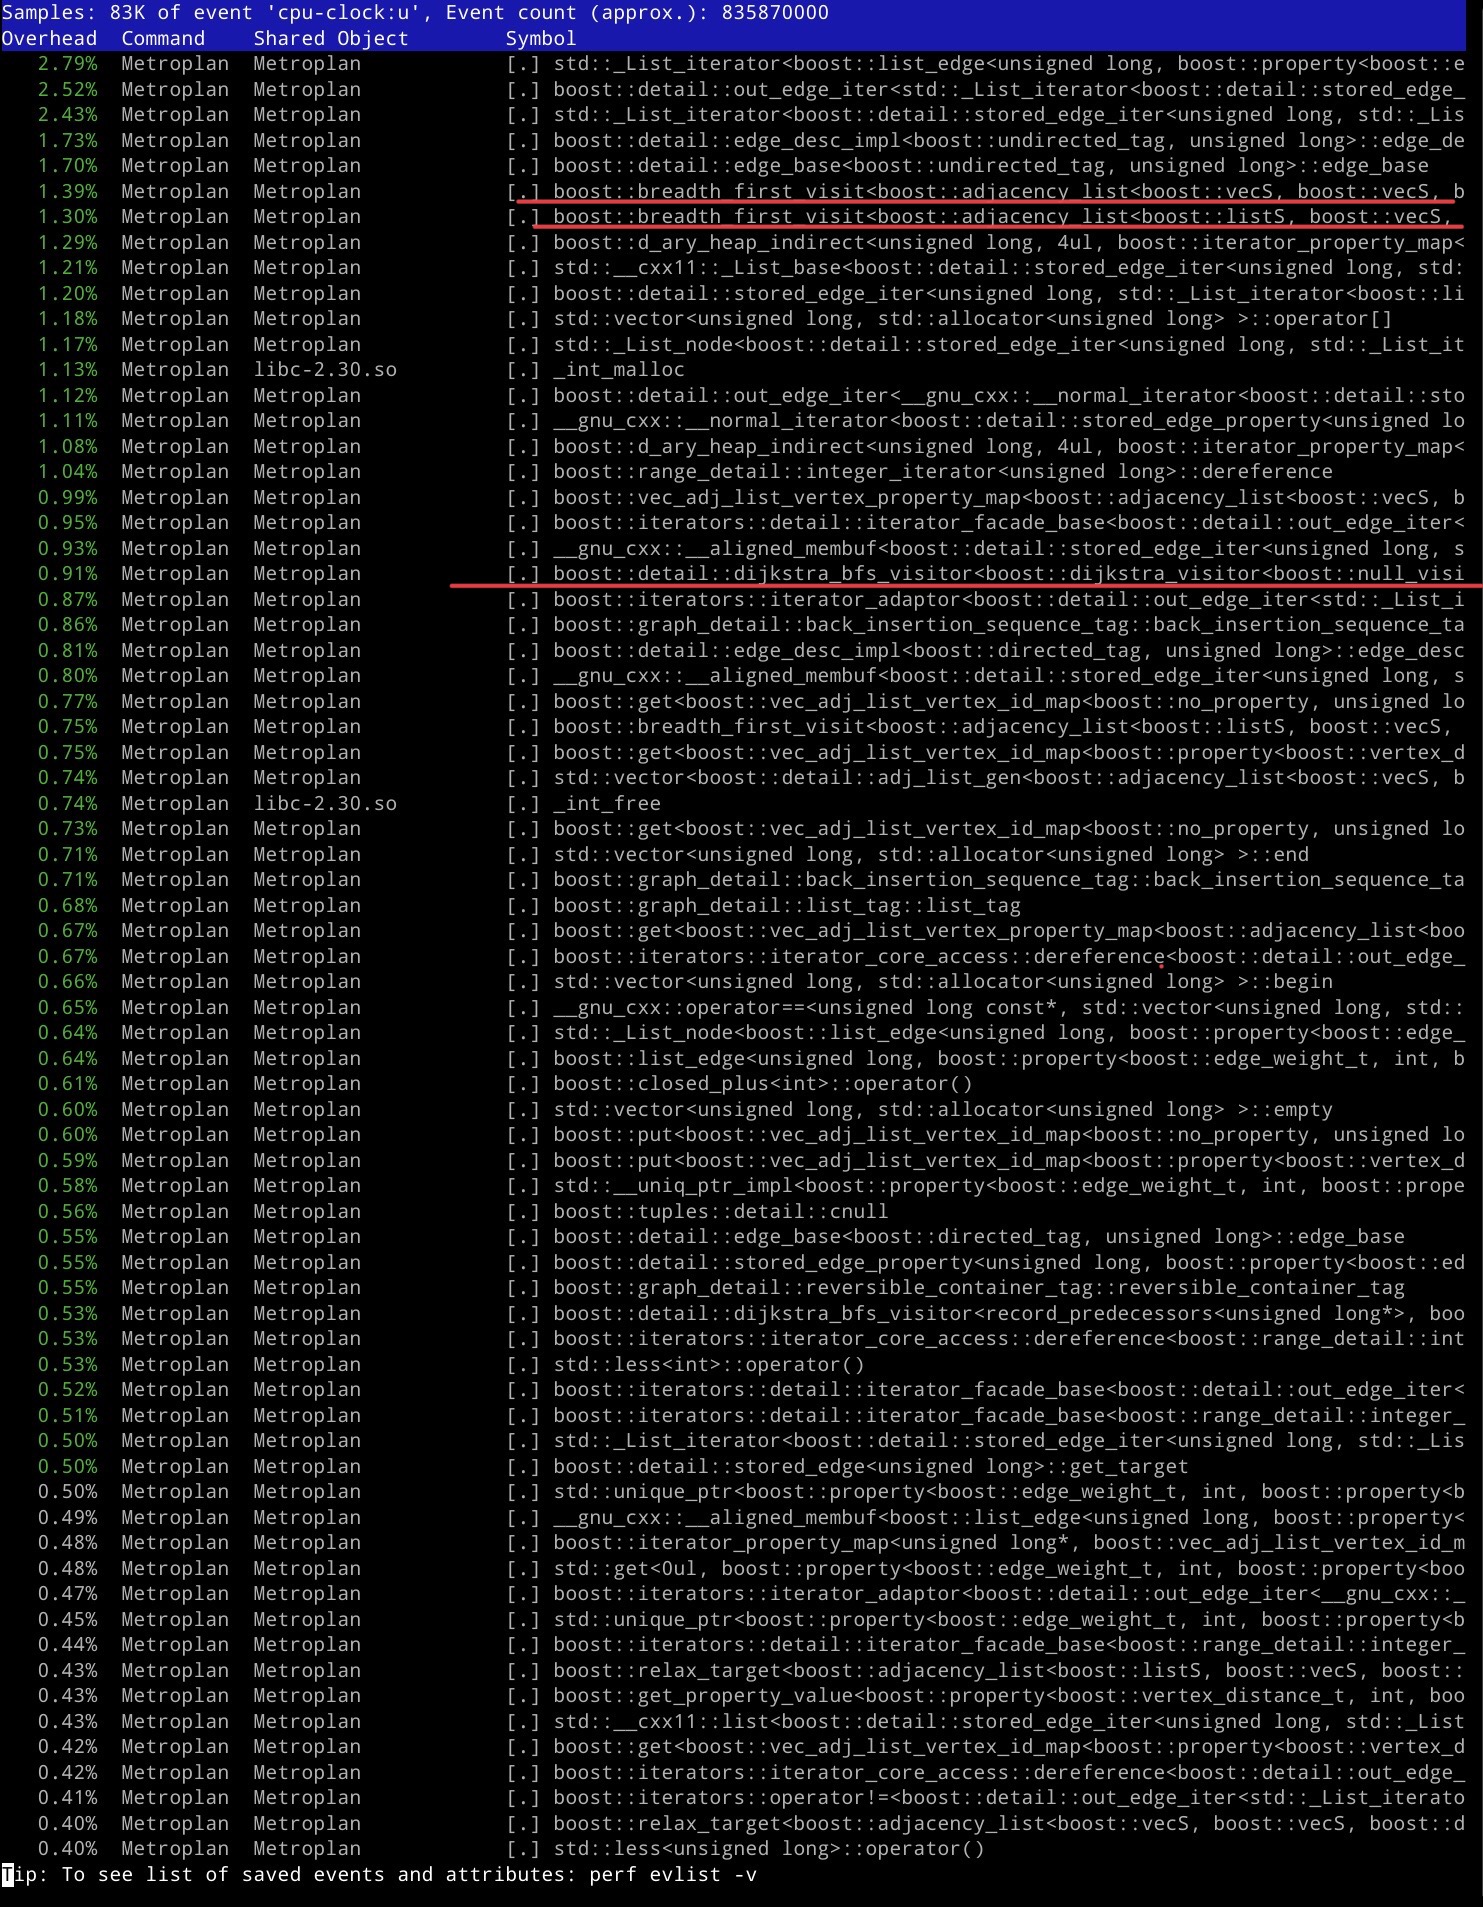 Samples: 83K of event 'cpu-clock:u', Event count (approx.): 835870000
Overhead  Command  Shared Object  Symbol
2.79%  Metroplan  Metroplan  [.] std::_List_iterator<boost::list_edge<unsigned long, boost::property<boost::e
2.52%  Metroplan  Metroplan  [.] boost::detail::out_edge_iter<std::_List_iterator<boost::detail::stored_edge_
2.43%  Metroplan  Metroplan  [.] std::_List_iterator<boost::detail::stored_edge_iter<unsigned long, std::_Lis
1.73%  Metroplan  Metroplan  [.] boost::detail::edge_desc_impl<boost::undirected_tag, unsigned long>::edge_de
1.70%  Metroplan  Metroplan  [.] boost::detail::edge_base<boost::undirected_tag, unsigned long>::edge_base
1.39%  Metroplan  Metroplan  [.] boost::breadth_first_visit<boost::adjacency_list<boost::vecS, boost::vecS, b
1.30%  Metroplan  Metroplan  [.] boost::breadth_first_visit<boost::adjacency_list<boost::listS, boost::vecS,
1.29%  Metroplan  Metroplan  [.] boost::d_ary_heap_indirect<unsigned long, 4ul, boost::iterator_property_map<
1.21%  Metroplan  Metroplan  [.] std::__cxx11::_List_base<boost::detail::stored_edge_iter<unsigned long, std:
1.20%  Metroplan  Metroplan  [.] boost::detail::stored_edge_iter<unsigned long, std::_List_iterator<boost::li
1.18%  Metroplan  Metroplan  [.] std::vector<unsigned long, std::allocator<unsigned long> >::operator[]
1.17%  Metroplan  Metroplan  [.] std::_List_node<boost::detail::stored_edge_iter<unsigned long, std::_List_it
1.13%  Metroplan  libc-2.30.so  [.] _int_malloc
1.12%  Metroplan  Metroplan  [.] boost::detail::out_edge_iter<__gnu_cxx::__normal_iterator<boost::detail::sto
1.11%  Metroplan  Metroplan  [.] __gnu_cxx::__normal_iterator<boost::detail::stored_edge_property<unsigned lo
1.08%  Metroplan  Metroplan  [.] boost::d_ary_heap_indirect<unsigned long, 4ul, boost::iterator_property_map<
1.04%  Metroplan  Metroplan  [.] boost::range_detail::integer_iterator<unsigned long>::dereference
0.99%  Metroplan  Metroplan  [.] boost::vec_adj_list_vertex_property_map<boost::adjacency_list<boost::vecS, b
0.95%  Metroplan  Metroplan  [.] boost::iterators::detail::iterator_facade_base<boost::detail::out_edge_iter<
0.93%  Metroplan  Metroplan  [.] __gnu_cxx::__aligned_membuf<boost::detail::stored_edge_iter<unsigned long, s
0.91%  Metroplan  Metroplan  [.] boost::detail::dijkstra_bfs_visitor<boost::dijkstra_visitor<boost::null_visi
0.87%  Metroplan  Metroplan  [.] boost::iterators::iterator_adaptor<boost::detail::out_edge_iter<std::_List_i
0.86%  Metroplan  Metroplan  [.] boost::graph_detail::back_insertion_sequence_tag::back_insertion_sequence_ta
0.81%  Metroplan  Metroplan  [.] boost::detail::edge_desc_impl<boost::directed_tag, unsigned long>::edge_desc
0.80%  Metroplan  Metroplan  [.] __gnu_cxx::__aligned_membuf<boost::detail::stored_edge_iter<unsigned long, s
0.77%  Metroplan  Metroplan  [.] boost::get<boost::vec_adj_list_vertex_id_map<boost::no_property, unsigned lo
0.75%  Metroplan  Metroplan  [.] boost::breadth_first_visit<boost::adjacency_list<boost::listS, boost::vecS,
0.75%  Metroplan  Metroplan  [.] boost::get<boost::vec_adj_list_vertex_id_map<boost::property<boost::vertex_d
0.74%  Metroplan  Metroplan  [.] std::vector<boost::detail::adj_list_gen<boost::adjacency_list<boost::vecS, b
0.74%  Metroplan  libc-2.30.so  [.] _int_free
0.73%  Metroplan  Metroplan  [.] boost::get<boost::vec_adj_list_vertex_id_map<boost::no_property, unsigned lo
0.71%  Metroplan  Metroplan  [.] std::vector<unsigned long, std::allocator<unsigned long> >::end
0.71%  Metroplan  Metroplan  [.] boost::graph_detail::back_insertion_sequence_tag::back_insertion_sequence_ta
0.68%  Metroplan  Metroplan  [.] boost::graph_detail::list_tag::list_tag
0.67%  Metroplan  Metroplan  [.] boost::get<boost::vec_adj_list_vertex_property_map<boost::adjacency_list<boo
0.67%  Metroplan  Metroplan  [.] boost::iterators::iterator_core_access::dereference<boost::detail::out_edge_
0.66%  Metroplan  Metroplan  [.] std::vector<unsigned long, std::allocator<unsigned long> >::begin
0.65%  Metroplan  Metroplan  [.] __gnu_cxx::operator==<unsigned long const*, std::vector<unsigned long, std::
0.64%  Metroplan  Metroplan  [.] std::_List_node<boost::list_edge<unsigned long, boost::property<boost::edge_
0.64%  Metroplan  Metroplan  [.] boost::list_edge<unsigned long, boost::property<boost::edge_weight_t, int, b
0.61%  Metroplan  Metroplan  [.] boost::closed_plus<int>::operator()
0.60%  Metroplan  Metroplan  [.] std::vector<unsigned long, std::allocator<unsigned long> >::empty
0.60%  Metroplan  Metroplan  [.] boost::put<boost::vec_adj_list_vertex_id_map<boost::no_property, unsigned lo
0.59%  Metroplan  Metroplan  [.] boost::put<boost::vec_adj_list_vertex_id_map<boost::property<boost::vertex_d
0.58%  Metroplan  Metroplan  [.] std::__uniq_ptr_impl<boost::property<boost::edge_weight_t, int, boost::prope
0.56%  Metroplan  Metroplan  [.] boost::tuples::detail::cnull
0.55%  Metroplan  Metroplan  [.] boost::detail::edge_base<boost::directed_tag, unsigned long>::edge_base
0.55%  Metroplan  Metroplan  [.] boost::detail::stored_edge_property<unsigned long, boost::property<boost::ed
0.55%  Metroplan  Metroplan  [.] boost::graph_detail::reversible_container_tag::reversible_container_tag
0.53%  Metroplan  Metroplan  [.] boost::detail::dijkstra_bfs_visitor<record_predecessors<unsigned long*>, boo
0.53%  Metroplan  Metroplan  [.] boost::iterators::iterator_core_access::dereference<boost::range_detail::int
0.53%  Metroplan  Metroplan  [.] std::less<int>::operator()
0.52%  Metroplan  Metroplan  [.] boost::iterators::detail::iterator_facade_base<boost::detail::out_edge_iter<
0.51%  Metroplan  Metroplan  [.] boost::iterators::detail::iterator_facade_base<boost::range_detail::integer_
0.50%  Metroplan  Metroplan  [.] std::_List_iterator<boost::detail::stored_edge_iter<unsigned long, std::_Lis
0.50%  Metroplan  Metroplan  [.] boost::detail::stored_edge<unsigned long>::get_target
0.50%  Metroplan  Metroplan  [.] std::unique_ptr<boost::property<boost::edge_weight_t, int, boost::property<b
0.49%  Metroplan  Metroplan  [.] __gnu_cxx::__aligned_membuf<boost::list_edge<unsigned long, boost::property<
0.48%  Metroplan  Metroplan  [.] boost::iterator_property_map<unsigned long*, boost::vec_adj_list_vertex_id_m
0.48%  Metroplan  Metroplan  [.] std::get<0ul, boost::property<boost::edge_weight_t, int, boost::property<boo
0.47%  Metroplan  Metroplan  [.] boost::iterators::iterator_adaptor<boost::detail::out_edge_iter<__gnu_cxx::_
0.45%  Metroplan  Metroplan  [.] std::unique_ptr<boost::property<boost::edge_weight_t, int, boost::property<b
0.44%  Metroplan  Metroplan  [.] boost::iterators::detail::iterator_facade_base<boost::range_detail::integer_
0.43%  Metroplan  Metroplan  [.] boost::relax_target<boost::adjacency_list<boost::listS, boost::vecS, boost::
0.43%  Metroplan  Metroplan  [.] boost::get_property_value<boost::property<boost::vertex_distance_t, int, boo
0.43%  Metroplan  Metroplan  [.] std::__cxx11::list<boost::detail::stored_edge_iter<unsigned long, std::_List
0.42%  Metroplan  Metroplan  [.] boost::get<boost::vec_adj_list_vertex_id_map<boost::property<boost::vertex_d
0.42%  Metroplan  Metroplan  [.] boost::iterators::iterator_core_access::dereference<boost::detail::out_edge_
0.41%  Metroplan  Metroplan  [.] boost::iterators::operator!=<boost::detail::out_edge_iter<std::_List_iterato
0.40%  Metroplan  Metroplan  [.] boost::relax_target<boost::adjacency_list<boost::vecS, boost::vecS, boost::d
0.40%  Metroplan  Metroplan  [.] std::less<unsigned long>::operator()
Tip: To see list of saved events and attributes: perf evlist -v